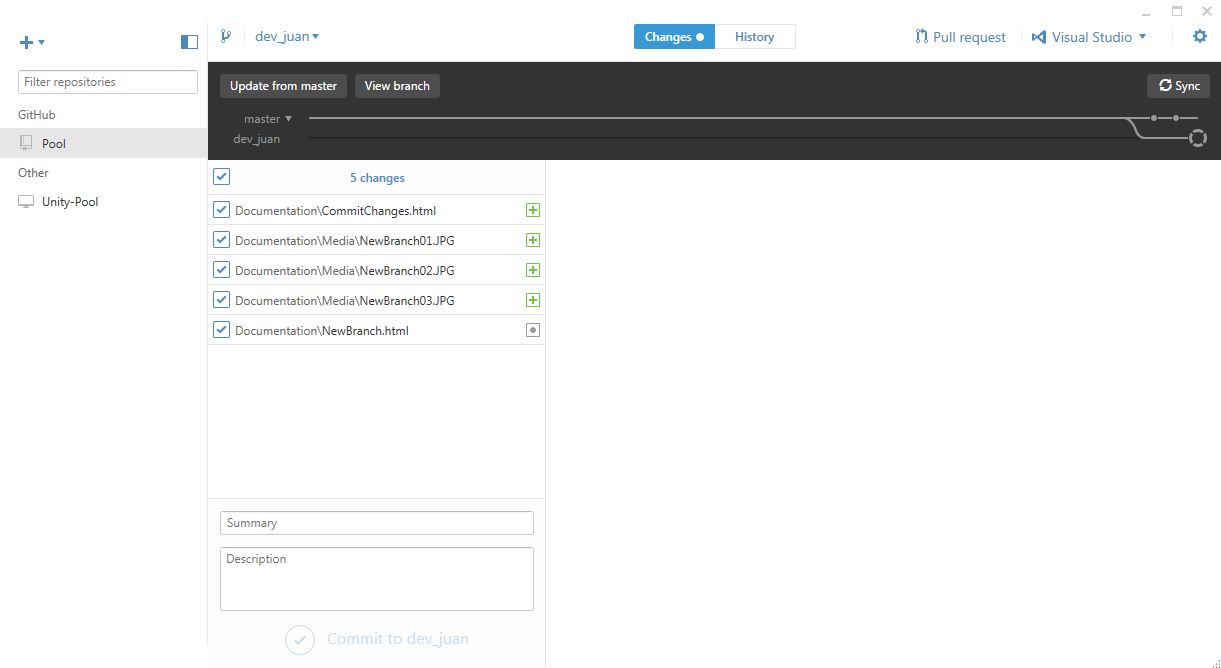 dev_juan
Changes
History
Pull request
Visual Studio
Filter repositories
GitHub
Pool
Other
Unity-Pool
Update from master
View branch
Sync
master
dev_juan
5 changes
Documentation\CommitChanges.html
Documentation\Media\NewBranch01.JPG
Documentation\Media\NewBranch02.JPG
Documentation\Media\NewBranch03.JPG
Documentation\NewBranch.html
Summary
Description
Commit to dev_juan